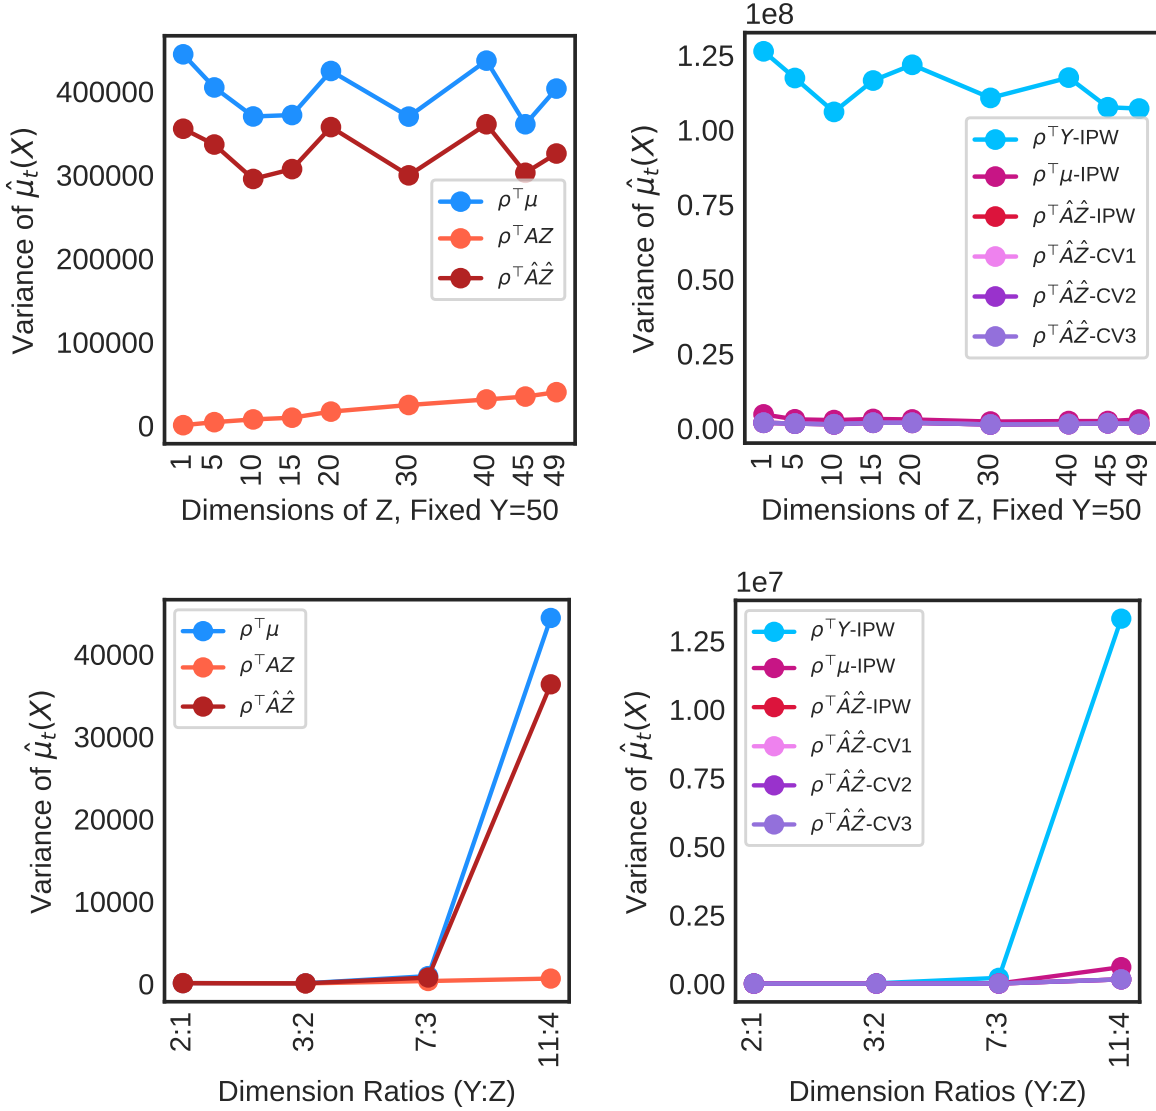 Variance of μ̂ₜ(X)
400000
300000
200000
100000
0
ρ⊤μ
ρ⊤AZ
ρ⊤ÂẐ
1
5
10
15
20
30
40
45
49
Dimensions of Z, Fixed Y=50
1e8
Variance of μ̂ₜ(X)
1.25
1.00
0.75
0.50
0.25
0.00
ρ⊤Y-IPW
ρ⊤μ-IPW
ρ⊤ÂẐ-IPW
ρ⊤ÂẐ-CV1
ρ⊤ÂẐ-CV2
ρ⊤ÂẐ-CV3
1
5
10
15
20
30
40
45
49
Dimensions of Z, Fixed Y=50
Variance of μ̂ₜ(X)
40000
30000
20000
10000
0
ρ⊤μ
ρ⊤AZ
ρ⊤ÂẐ
2:1
3:2
7:3
11:4
Dimension Ratios (Y:Z)
1e7
Variance of μ̂ₜ(X)
1.25
1.00
0.75
0.50
0.25
0.00
ρ⊤Y-IPW
ρ⊤μ-IPW
ρ⊤ÂẐ-IPW
ρ⊤ÂẐ-CV1
ρ⊤ÂẐ-CV2
ρ⊤ÂẐ-CV3
2:1
3:2
7:3
11:4
Dimension Ratios (Y:Z)